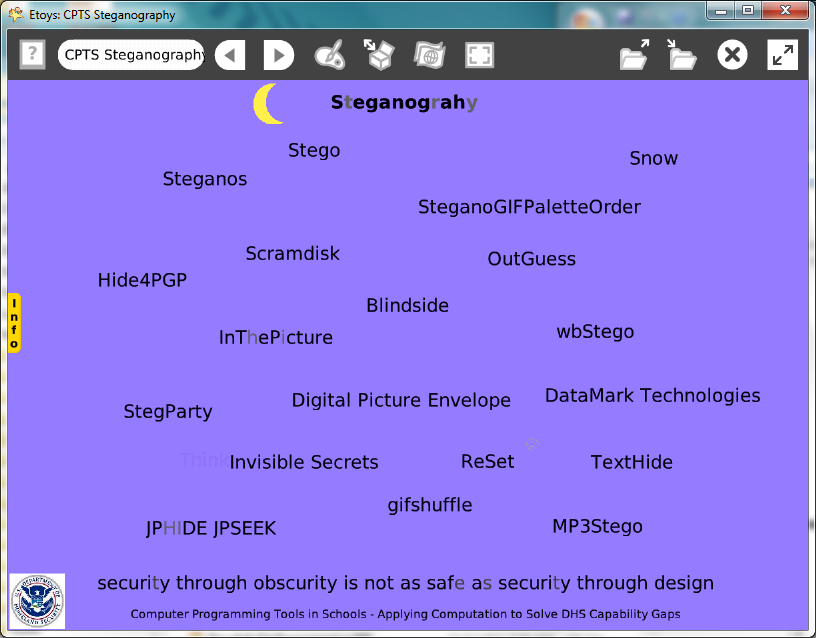 Etoys: CPTS Steganography
CPTS Steganography
Steganograhy
Stego
Snow
Steganos
SteganoGIFPaletteOrder
Scramdisk
OutGuess
Hide4PGP
Info
Blindside
InThePicture
wbStego
Digital Picture Envelope
DataMark Technologies
StegParty
Think
Invisible Secrets
ReSet
TextHide
gifshuffle
JPHIDE JPSEEK
MP3Stego
security through obscurity is not as safe as security through design
Computer Programming Tools in Schools - Applying Computation to Solve DHS Capability Gaps